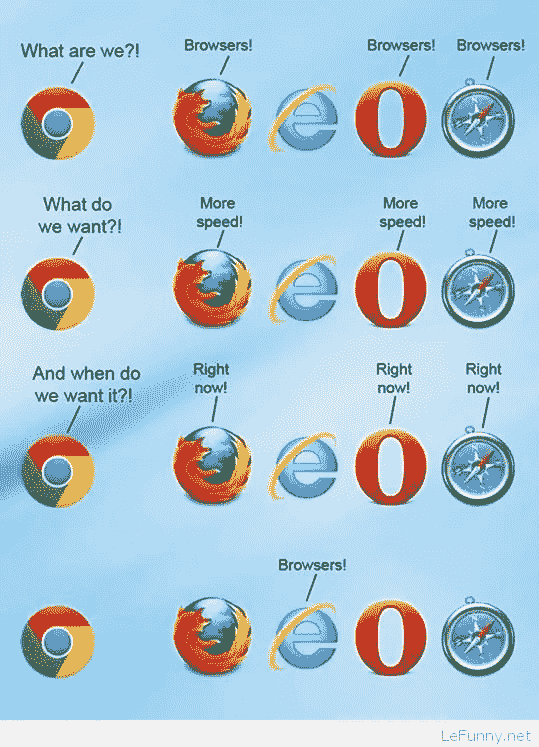 What are we?!
Browsers!
Browsers!
Browsers!
What do
we want?!
More
speed!
More
speed!
More
speed!
And when do
we want it?!
Right
now!
Right
now!
Right
now!
Browsers!
LeFunny.net